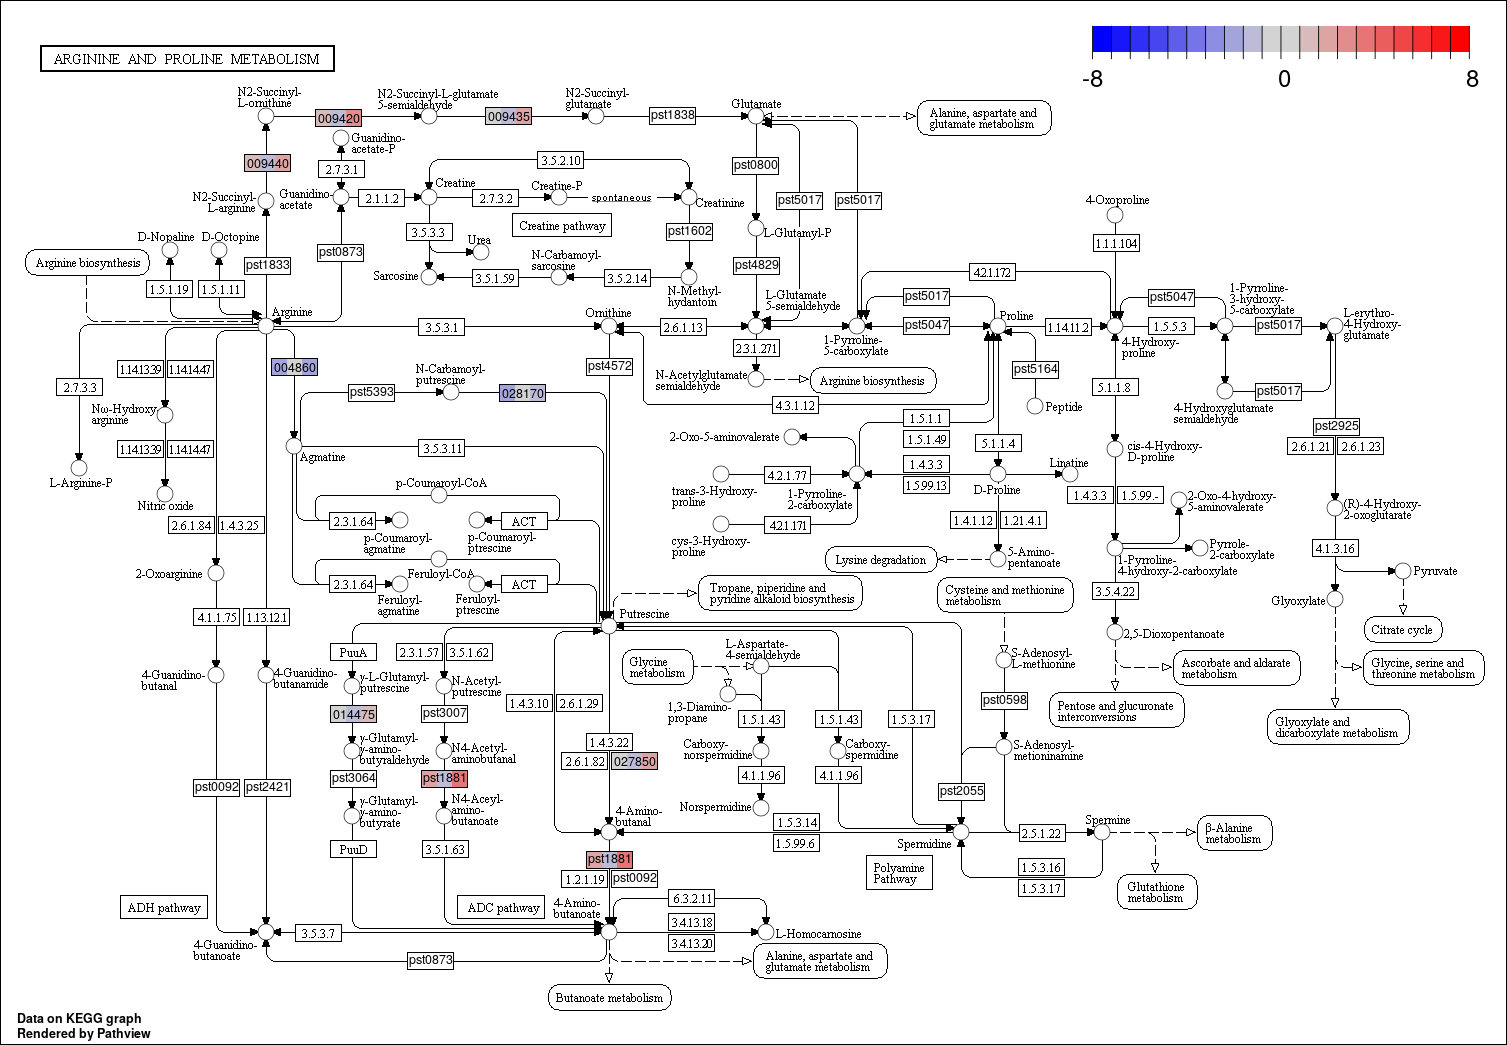 ARGININE AND PROLINE METABOLISM
-8
0
8
N2-Succinyl-
L-ornithine
009420
N2-Succinyl-L-glutamate
5-semialdehyde
009435
N2-Succinyl
glutamate
pst1838
Glutamate
Alanine, aspartate and
glutamate metabolism
Guanidino-
acetate-P
009440
2.7.3.1
3.5.2.10
pst0800
N2-Succinyl-
L-arginine
Guanidino-
acetate
2.1.1.2
Creatine
2.7.3.2
Creatine-P
spontaneous
Creatinine
pst5017
pst5017
4-Oxoproline
Creatine pathway
3.5.3.3
pst1602
L-Glutamyl-P
D-Nopaline
D-Octopine
Urea
1.1.1.104
Arginine biosynthesis
pst0873
pst1833
N-Carbamoyl-
sarcosine
pst4829
Sarcosine
3.5.1.59
3.5.2.14
4.2.1.172
1.5.1.19
1.5.1.11
N-Methyl-
hydantoin
L-Glutamate
5-semialdehyde
pst5017
pst5047
1-Pyrroline-
3-hydroxy-
5-carboxylate
Arginine
Ornithine
Proline
L-erythro-
4-Hydroxy-
glutamate
3.5.3.1
2.6.1.13
pst5047
1.14.11.2
1.5.5.3
pst5017
1-Pyrroline-
5-carboxylate
4-Hydroxy-
proline
2.3.1.271
1.14.13.39
1.14.14.47
004860
pst4572
pst5164
N-Acetylglutamate
semialdehyde
Arginine biosynthesis
2.7.3.3
N-Carbamoyl-
putrescine
pst5393
028170
5.1.1.8
pst5017
4.3.1.12
Peptide
4-Hydroxyglutamate
semialdehyde
Nω-Hydroxy-
arginine
1.5.1.1
pst2925
2-Oxo-5-aminovalerate
1.5.1.49
5.1.1.4
2.6.1.21
1.14.13.39
1.14.14.47
3.5.3.11
cis-4-Hydroxy-
D-proline
2.6.1.23
Agmatine
1.4.3.3
Linatine
L-Arginine-P
4.2.1.77
1.5.99.13
p-Coumaroyl-CoA
trans-3-Hydroxy-
proline
1-Pyrroline-
2-carboxylate
D-Proline
1.4.3.3
1.5.99.-
2-Oxo-4-hydroxy-
5-aminovalerate
(R)-4-Hydroxy-
2-oxoglutarate
Nitric oxide
2.6.1.84
1.4.3.25
2.3.1.64
ACT
4.2.1.171
1.4.1.12
1.21.4.1
p-Coumaroyl-
agmatine
p-Coumaroyl-
ptrescine
cys-3-Hydroxy-
proline
Pyrrole-
2-carboxylate
4.1.3.16
Lysine degradation
5-Amino-
pentanoate
1-Pyrroline-
4-hydroxy-2-carboxylate
2-Oxoarginine
Feruloyl-CoA
Pyruvate
2.3.1.64
ACT
Feruloyl-
agmatine
Feruloyl-
ptrescine
Tropane, piperidine and
pyridine alkaloid biosynthesis
Cysteine and methionine
metabolism
3.5.4.22
Glyoxylate
Putrescine
4.1.1.75
1.13.12.1
Citrate cycle
2,5-Dioxopentanoate
PuuA
2.3.1.57
3.5.1.62
L-Aspartate-
4-semialdehyde
Glycine
metabolism
S-Adenosyl-
L-methionine
Ascorbate and aldarate
metabolism
Glycine, serine and
threonine metabolism
4-Guanidino-
butanal
4-Guanidino-
butanamide
γ-L-Glutamyl-
putrescine
N-Acetyl-
putrescine
014475
pst3007
1.4.3.10
2.6.1.29
1,3-Diamino-
propane
pst0598
Pentose and glucuronate
interconversions
Glyoxylate and
dicarboxylate metabolism
1.5.1.43
1.5.1.43
1.5.3.17
γ-Glutamyl-
γ-amino-
butyraldehyde
N4-Acetyl-
aminobutanal
1.4.3.22
Carboxy-
norspermidine
Carboxy-
spermidine
S-Adenosyl-
metioninamine
2.6.1.82
027850
pst3064
pst1881
4.1.1.96
4.1.1.96
pst0092
pst2421
pst2055
γ-Glutamyl-
γ-amino-
butyrate
N4-Aceyl-
amino-
butanoate
4-Amino-
butanal
Norspermidine
1.5.3.14
1.5.99.6
Spermidine
2.5.1.22
Spermine
β-Alanine
metabolism
PuuD
3.5.1.63
pst1881
Polyamine
Pathway
1.5.3.16
1.5.3.17
1.2.1.19
pst0092
Glutathione
metabolism
ADH pathway
ADC pathway
4-Amino-
butanoate
6.3.2.11
3.4.13.18
3.4.13.20
L-Homocarnosine
3.5.3.7
4-Guanidino-
butanoate
pst0873
Alanine, aspartate and
glutamate metabolism
Butanoate metabolism
Data on KEGG graph
Rendered by Pathview